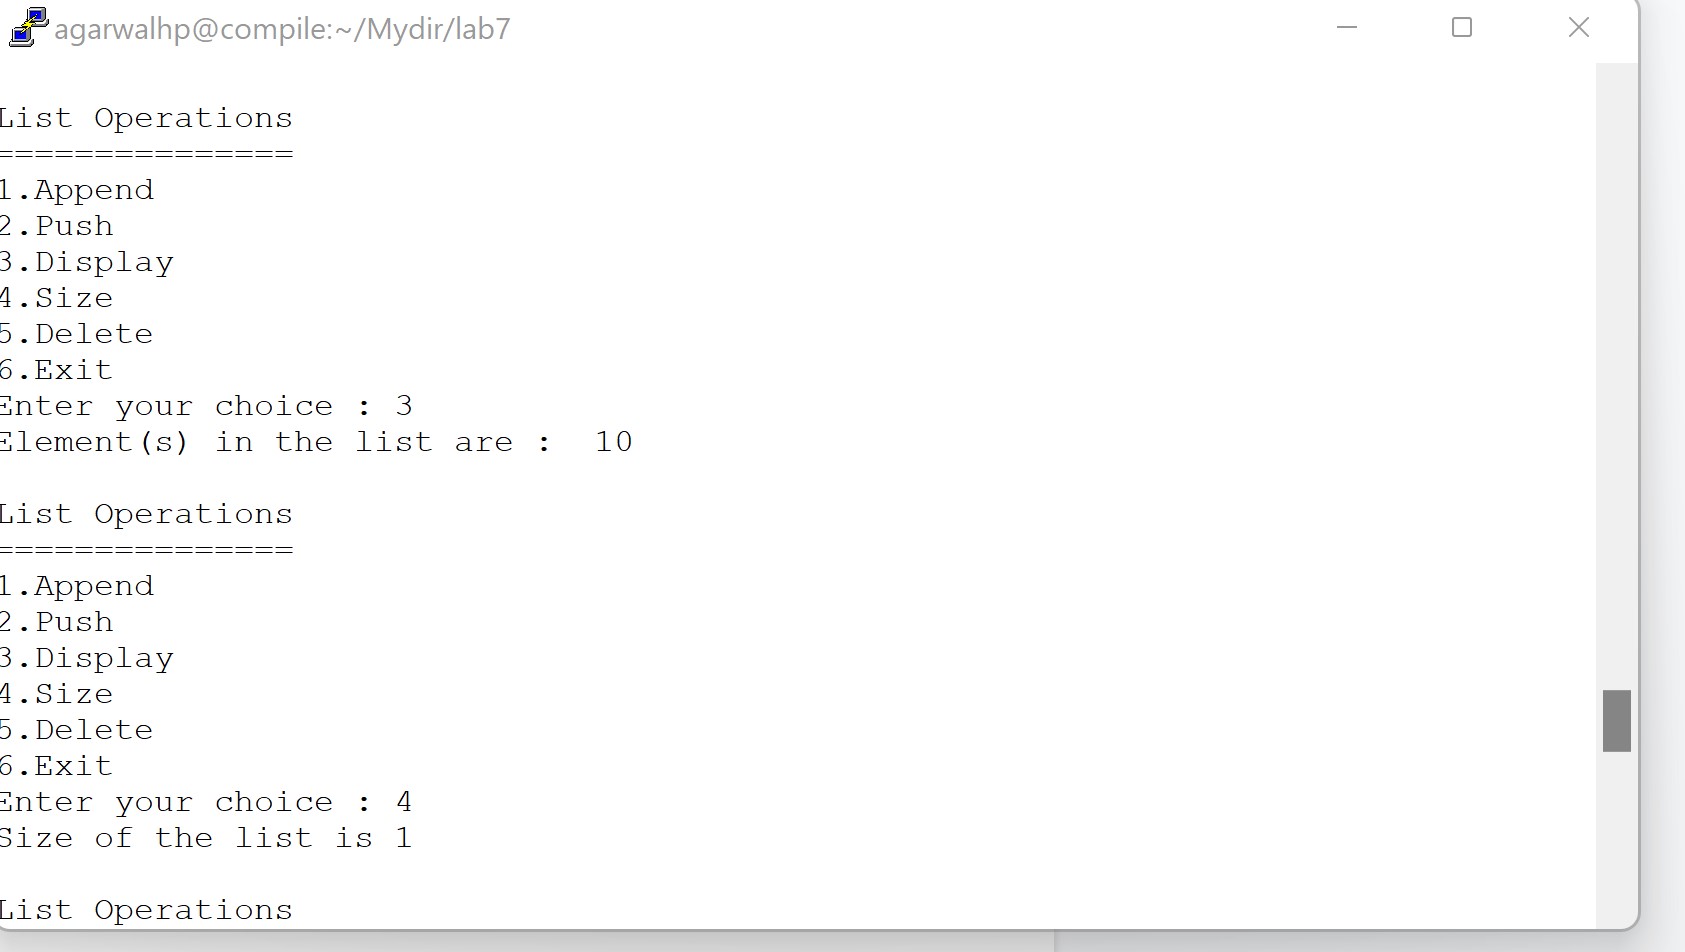 agarwalhp@compile:~/Mydir/lab7
List Operations
===============
1.Append
2.Push
3.Display
4.Size
5.Delete
6.Exit
Enter your choice : 3
Element(s) in the list are :  10
List Operations
===============
1.Append
2.Push
3.Display
4.Size
5.Delete
6.Exit
Enter your choice : 4
Size of the list is 1
List Operations